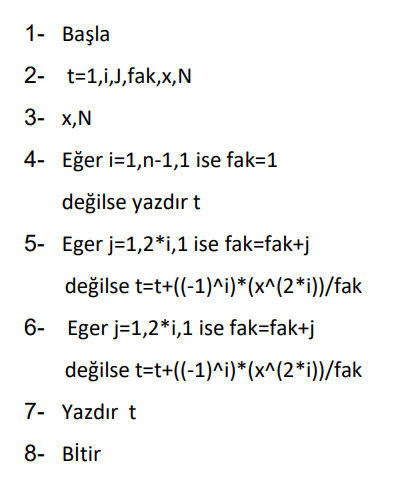 1- Başla
2- t=1,i,J,fak,x,N
3- x,N
4- Eğer i=1,n-1,1 ise fak=1
değilse yazdır t
5- Eger j=1,2*i,1 ise fak=fak+j
değilse t=t+((-1)^i)*(x^(2*i))/fak
6- Eger j=1,2*i,1 ise fak=fak+j
değilse t=t+((-1)^i)*(x^(2*i))/fak
7- Yazdır t
8- Bİtir